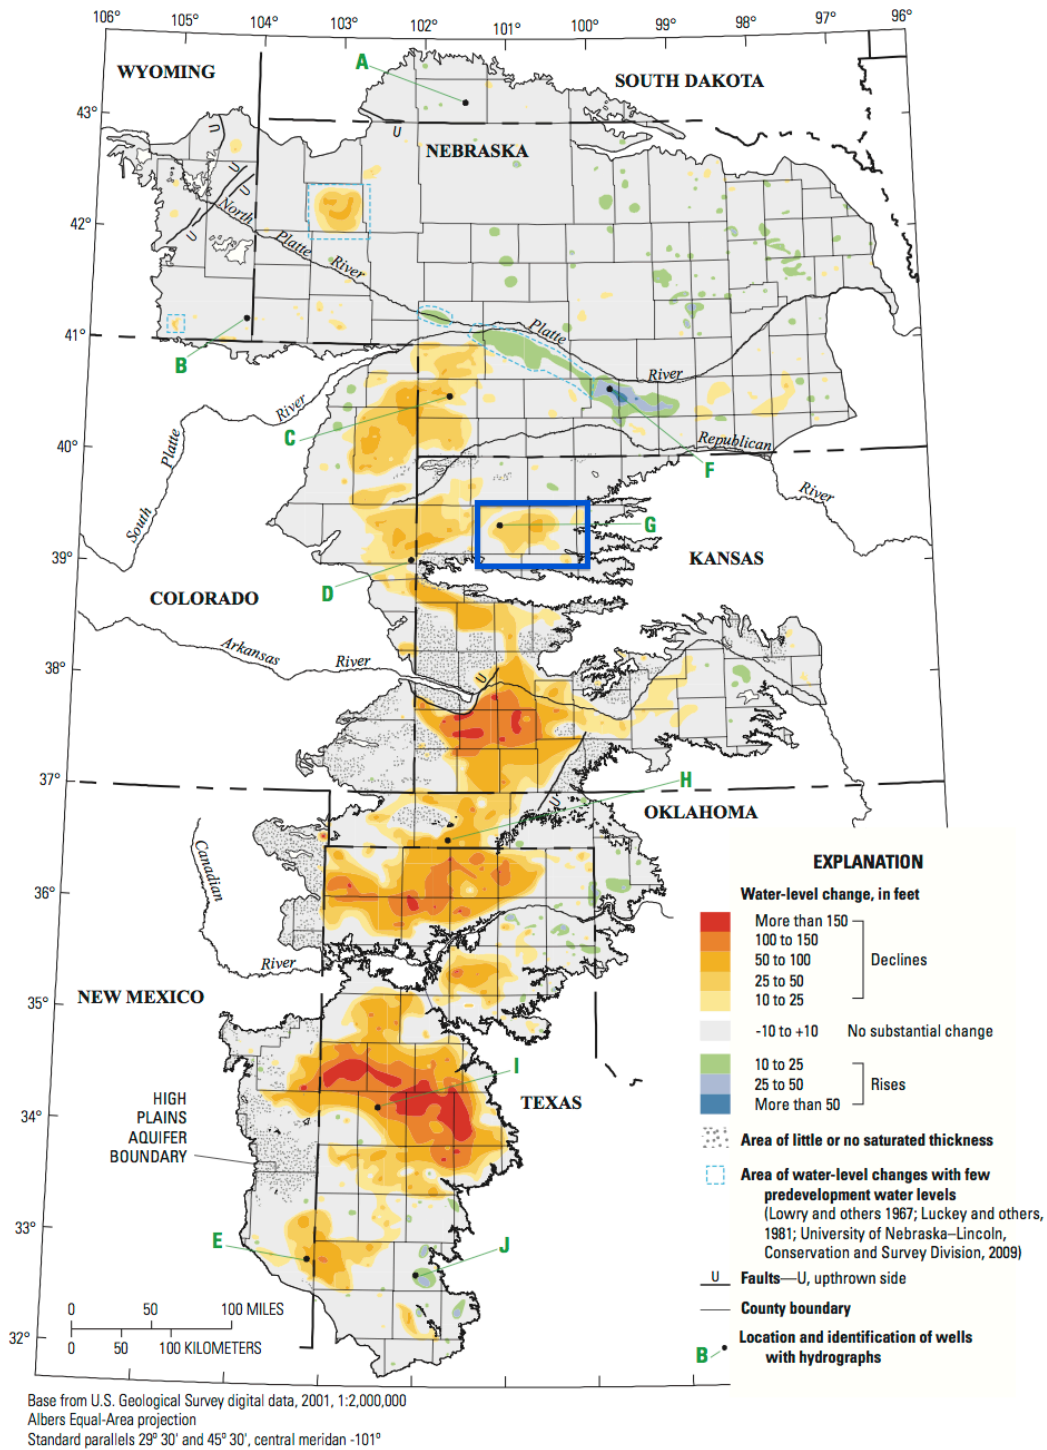 106° 105° 104° 103° 102° 101° 100° 99° 98° 97° 96°
WYOMING
A
SOUTH DAKOTA
43°
U
U
NEBRASKA
U
U
North
Platte
River
U
42°
41°
Platte
River
B
River
Platte
South
C
40°
Republican
River
F
G
KANSAS
39°
D
COLORADO
Arkansas
River
38°
U
37°
H
U
OKLAHOMA
Canadian
River
36°
NEW MEXICO
35°
I
TEXAS
34°
HIGH
PLAINS
AQUIFER
BOUNDARY
33°
E
J
32°
0 50 100 MILES
0 50 100 KILOMETERS
EXPLANATION
Water-level change, in feet
More than 150
100 to 150
50 to 100
25 to 50
10 to 25
Declines
-10 to +10 No substantial change
10 to 25
25 to 50
More than 50
Rises
Area of little or no saturated thickness
Area of water-level changes with few
predevelopment water levels
(Lowry and others 1967; Luckey and others,
1981; University of Nebraska–Lincoln,
Conservation and Survey Division, 2009)
U Faults—U, upthrown side
County boundary
B Location and identification of wells
with hydrographs
Base from U.S. Geological Survey digital data, 2001, 1:2,000,000
Albers Equal-Area projection
Standard parallels 29° 30' and 45° 30', central meridan -101°